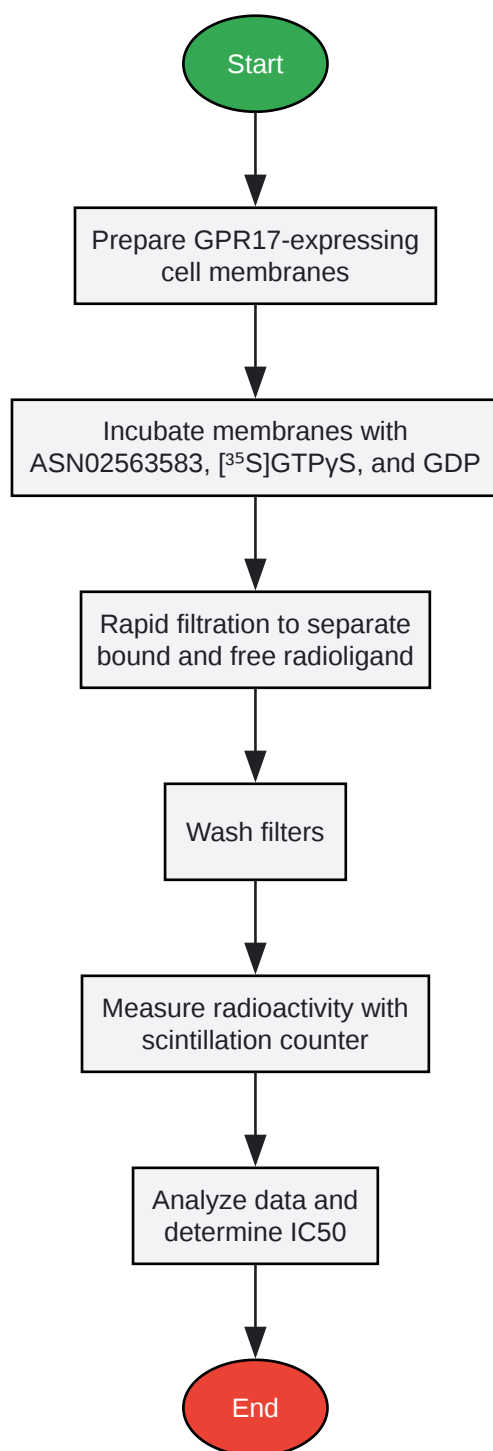 Start
Prepare GPR17-expressing
cell membranes
Incubate membranes with
ASN02563583, [³⁵S]GTPγS, and GDP
Rapid filtration to separate
bound and free radioligand
Wash filters
Measure radioactivity with
scintillation counter
Analyze data and
determine IC50
End